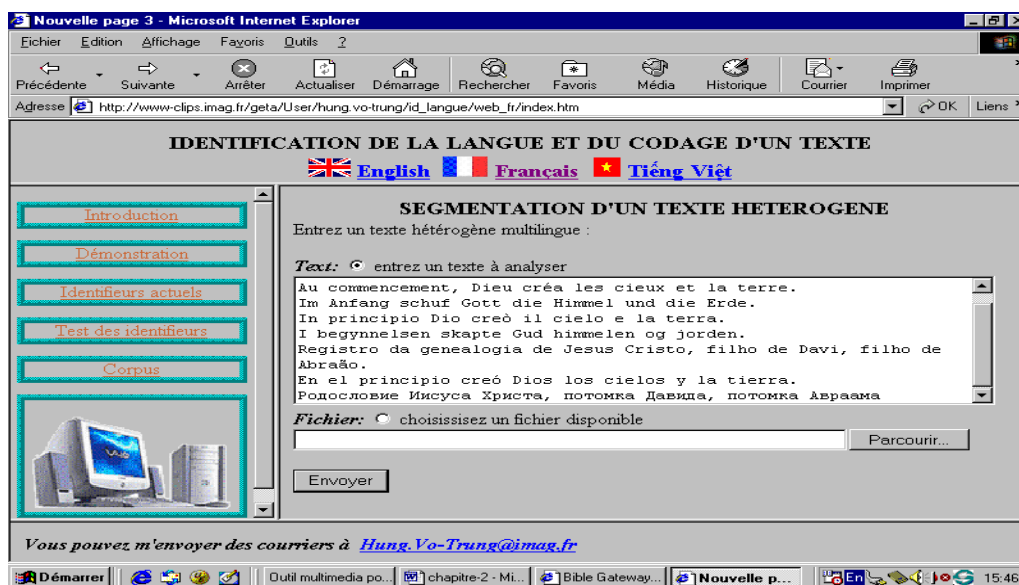 Nouvelle page 3 - Microsoft Internet Explorer
Fichier Edition Affichage Favoris Outils ?
Précédente Suivante Arrêter Actualiser Démarrage Rechercher Favoris Média Historique Courrier Imprimer
Adresse http://www-clips.imag.fr/geta/User/hung.vo-trung/id_langue/web_fr/index.htm OK Liens
IDENTIFICATION DE LA LANGUE ET DU CODAGE D'UN TEXTE
English Français Tiếng Việt
Introduction
Démonstration
Identifieurs actuels
Test des identifieurs
Corpus
SEGMENTATION D'UN TEXTE HETEROGENE
Entrez un texte hétérogène multilingue :
Text: entrez un texte à analyser
Au commencement, Dieu créa les cieux et la terre.
Im Anfang schuf Gott die Himmel und die Erde.
In principio Dio creò il cielo e la terra.
I begynnelsen skapte Gud himmelen og jorden.
Registro da genealogia de Jesus Cristo, filho de Davi, filho de
Abraão.
En el principio creó Dios los cielos y la tierra.
Родословие Иисуса Христа, потомка Давида, потомка Авраама
Fichier: choisissisez un fichier disponible
Parcourir...
Envoyer
Vous pouvez m'envoyer des courriers à Hung.Vo-Trung@imag.fr
Démarrer Outil multimedia po... chapitre-2 - Mi... Bible Gateway... Nouvelle p... En 15:46